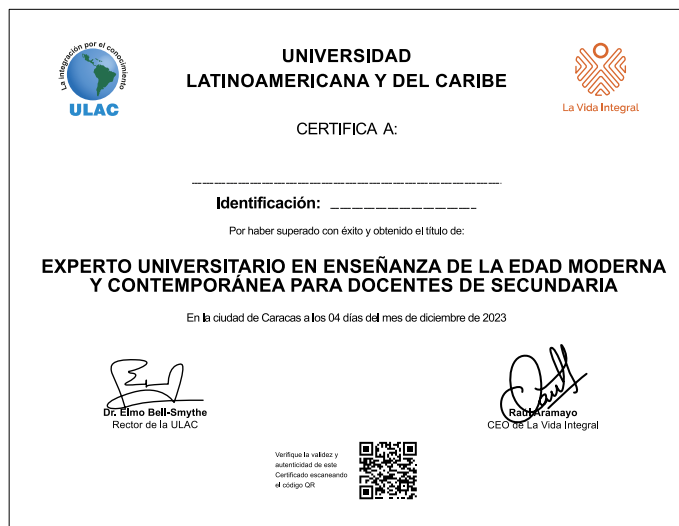 La integración por el conocimiento
ULAC
UNIVERSIDAD
LATINOAMERICANA Y DEL CARIBE
La Vida Integral
CERTIFICA A:
Identificación:
Por haber superado con éxito y obtenido el título de:
EXPERTO UNIVERSITARIO EN ENSEÑANZA DE LA EDAD MODERNA
Y CONTEMPORÁNEA PARA DOCENTES DE SECUNDARIA
En la ciudad de Caracas a los 04 días del mes de diciembre de 2023
Dr. Elmo Bell-Smythe
Rector de la ULAC
Raúl Aramayo
CEO de La Vida Integral
Verifique la validez y
autenticidad de este
Certificado escaneando
el código QR